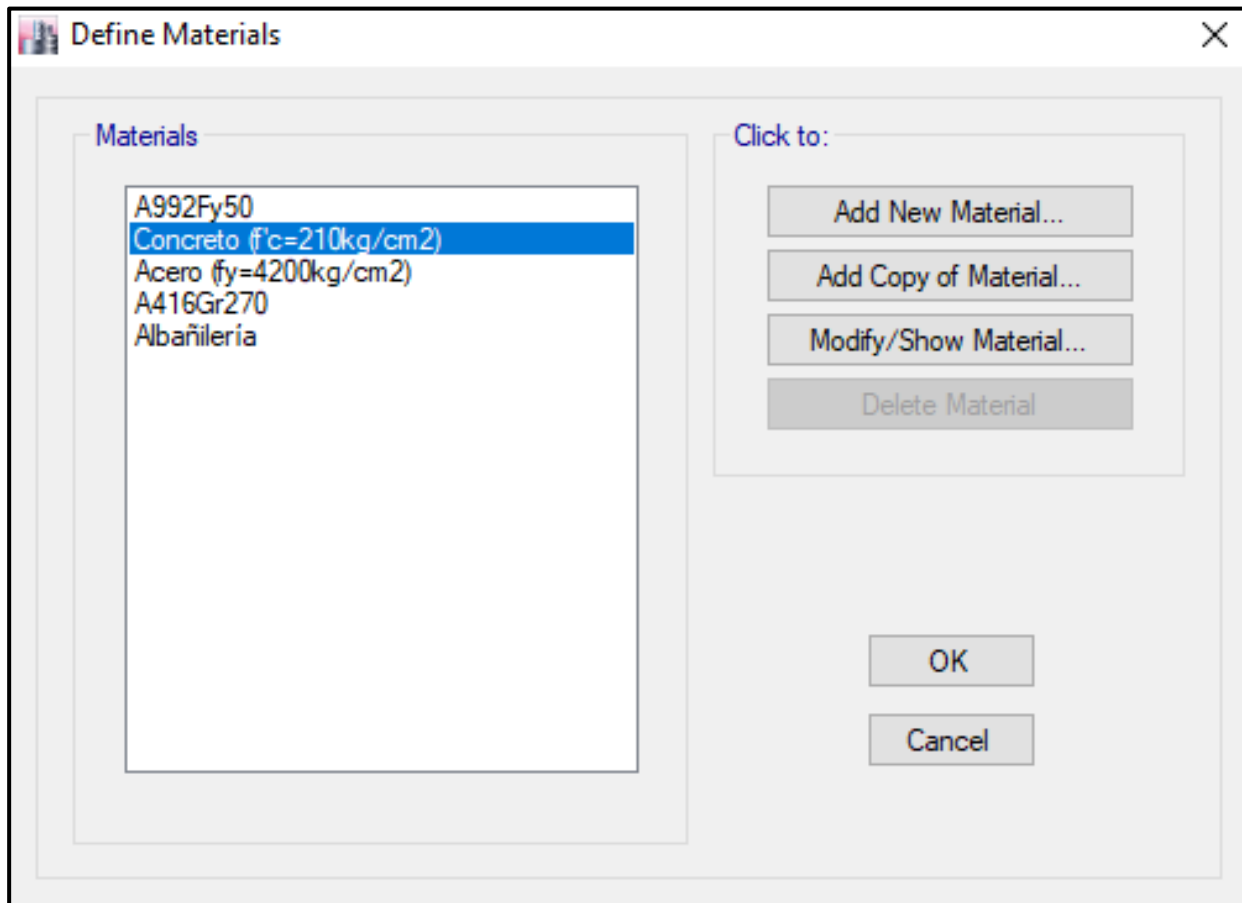 Define Materials
Materials
A992Fy50
Concreto (f'c=210kg/cm2)
Acero (fy=4200kg/cm2)
A416Gr270
Albañilería
Click to:
Add New Material...
Add Copy of Material...
Modify/Show Material...
Delete Material
OK
Cancel